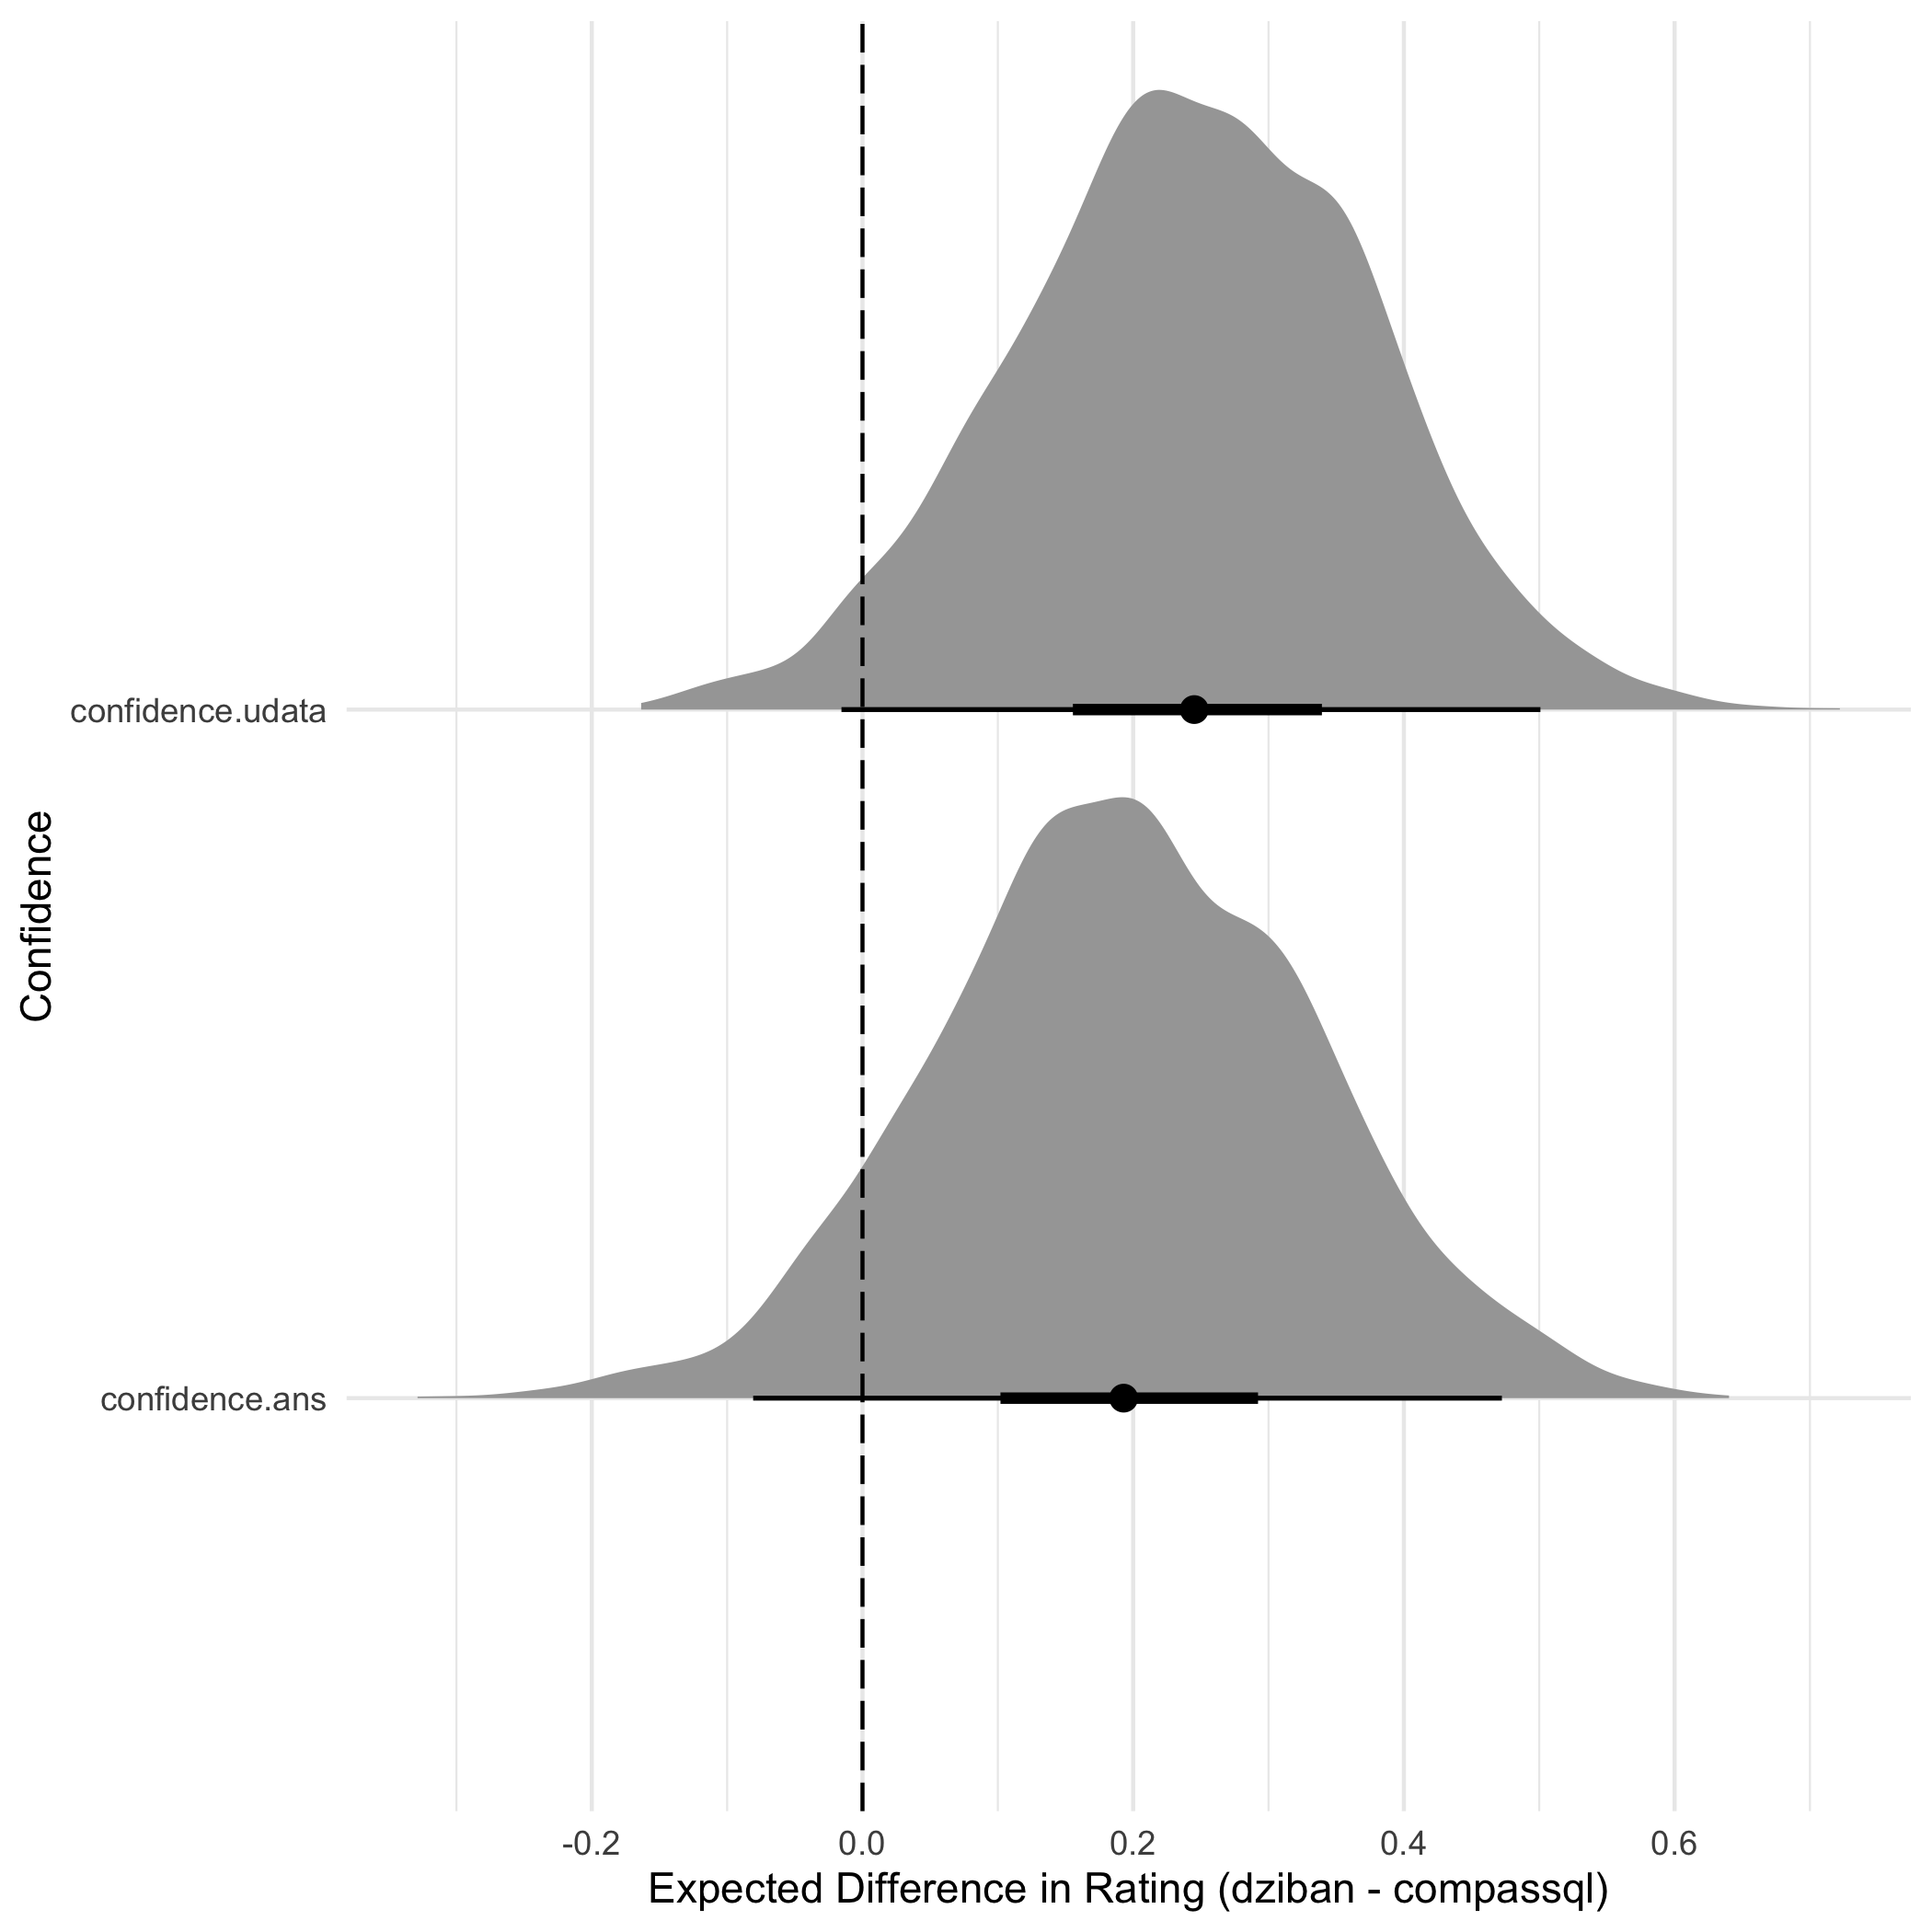 confidence.udata
Confidence
confidence.ans
-0.2 0.0 0.2 0.4 0.6
Expected Difference in Rating (dziban - compassql)